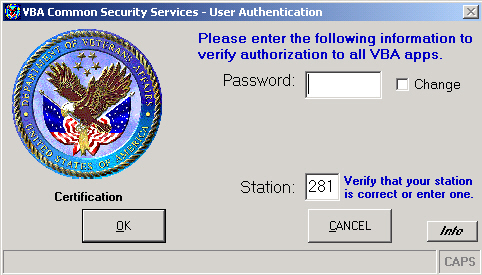 VBA Common Security Services - User Authentication
Please enter the following information to
verify authorization to all VBA apps.
Password:
Change
DEPARTMENT OF VETERANS AFFAIRS
UNITED STATES OF AMERICA
Station:
281
Verify that your station
is correct or enter one.
Certification
OK
CANCEL
Info
CAPS